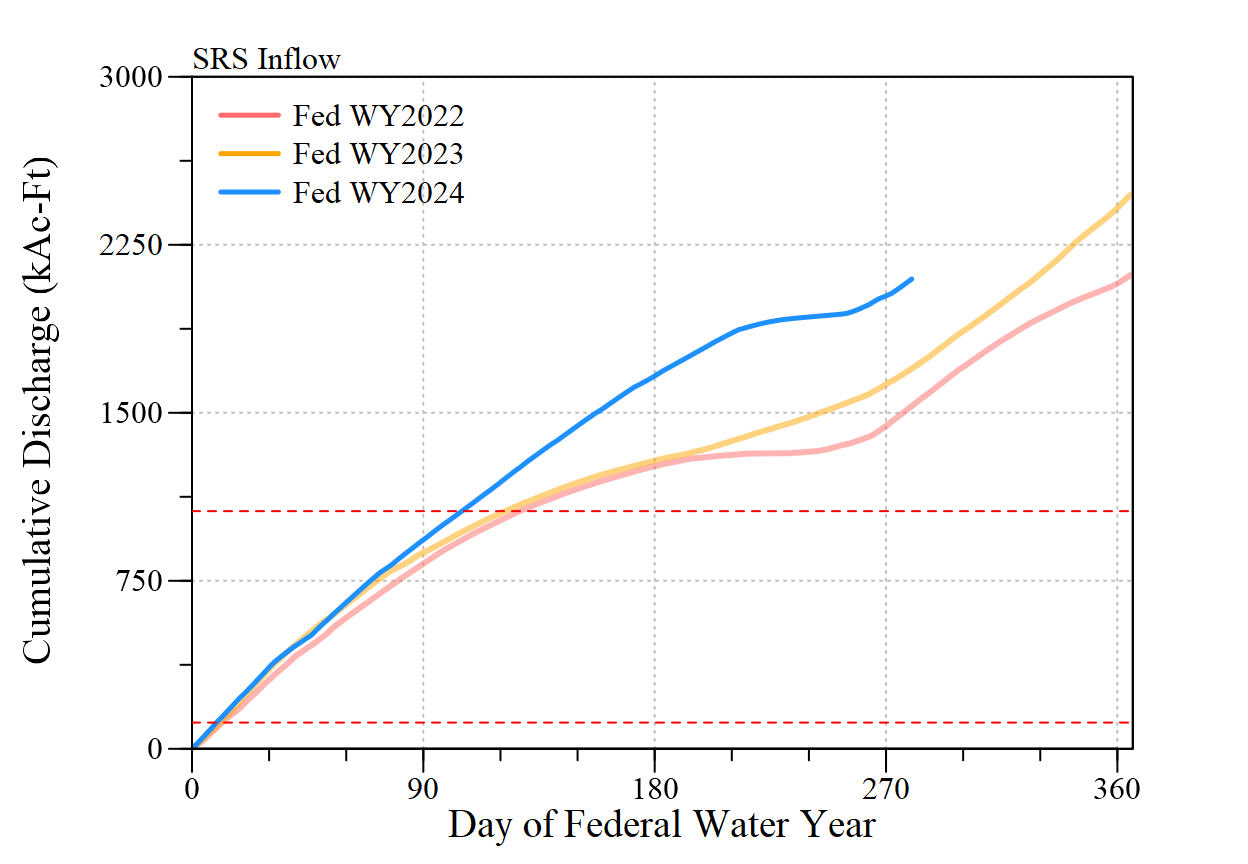 SRS Inflow
3000
Fed WY2022
Fed WY2023
Fed WY2024
2250
1500
750
0
0 90 180 270 360
Day of Federal Water Year
Cumulative Discharge (kAc-Ft)